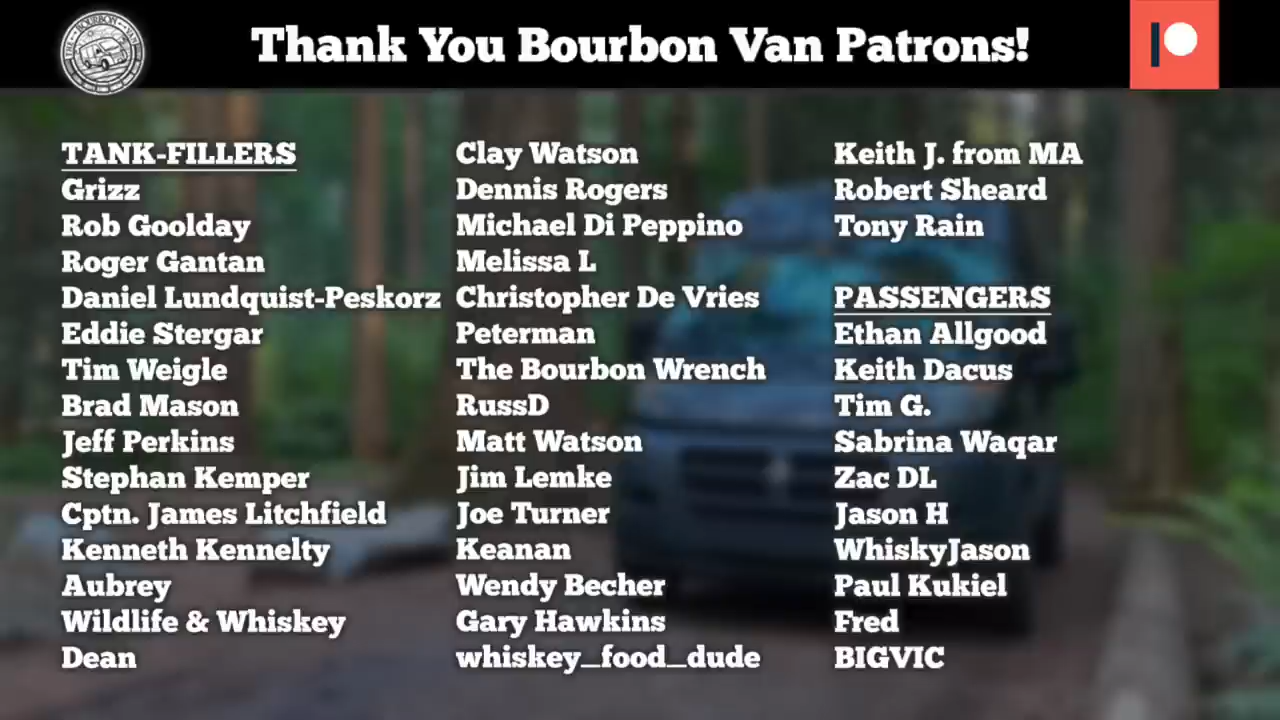 THE BOURBON VAN
Thank You Bourbon Van Patrons!
TANK-FILLERS
Grizz
Rob Goolday
Roger Gantan
Daniel Lundquist-Peskorz
Eddie Stergar
Tim Weigle
Brad Mason
Jeff Perkins
Stephan Kemper
Cptn. James Litchfield
Kenneth Kennelty
Aubrey
Wildlife & Whiskey
Dean
Clay Watson
Dennis Rogers
Michael Di Peppino
Melissa L
Christopher De Vries
Peterman
The Bourbon Wrench
RussD
Matt Watson
Jim Lemke
Joe Turner
Keanan
Wendy Becher
Gary Hawkins
whiskey_food_dude
Keith J. from MA
Robert Sheard
Tony Rain
PASSENGERS
Ethan Allgood
Keith Dacus
Tim G.
Sabrina Waqar
Zac DL
Jason H
WhiskyJason
Paul Kukiel
Fred
BIGVIC